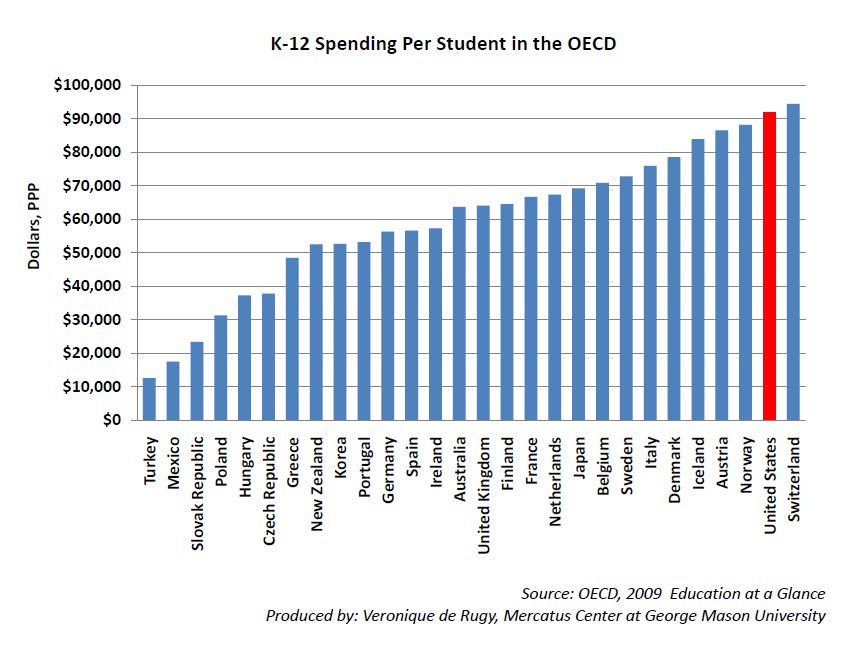 K-12 Spending Per Student in the OECD
Dollars, PPP
$100,000
$90,000
$80,000
$70,000
$60,000
$50,000
$40,000
$30,000
$20,000
$10,000
$0
Turkey
Mexico
Slovak Republic
Poland
Hungary
Czech Republic
Greece
New Zealand
Korea
Portugal
Germany
Spain
Ireland
Australia
United Kingdom
Finland
France
Netherlands
Japan
Belgium
Sweden
Italy
Denmark
Iceland
Austria
Norway
United States
Switzerland
Source: OECD, 2009 Education at a Glance
Produced by: Veronique de Rugy, Mercatus Center at George Mason University